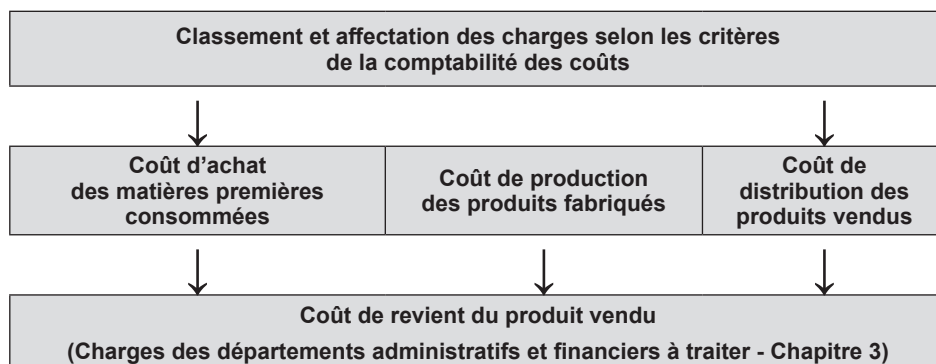 Classement et affectation des charges selon les critères
de la comptabilité des coûts
Coût d’achat
des matières premières
consommées
Coût de production
des produits fabriqués
Coût de
distribution des
produits vendus
Coût de revient du produit vendu
(Charges des départements administratifs et financiers à traiter - Chapitre 3)